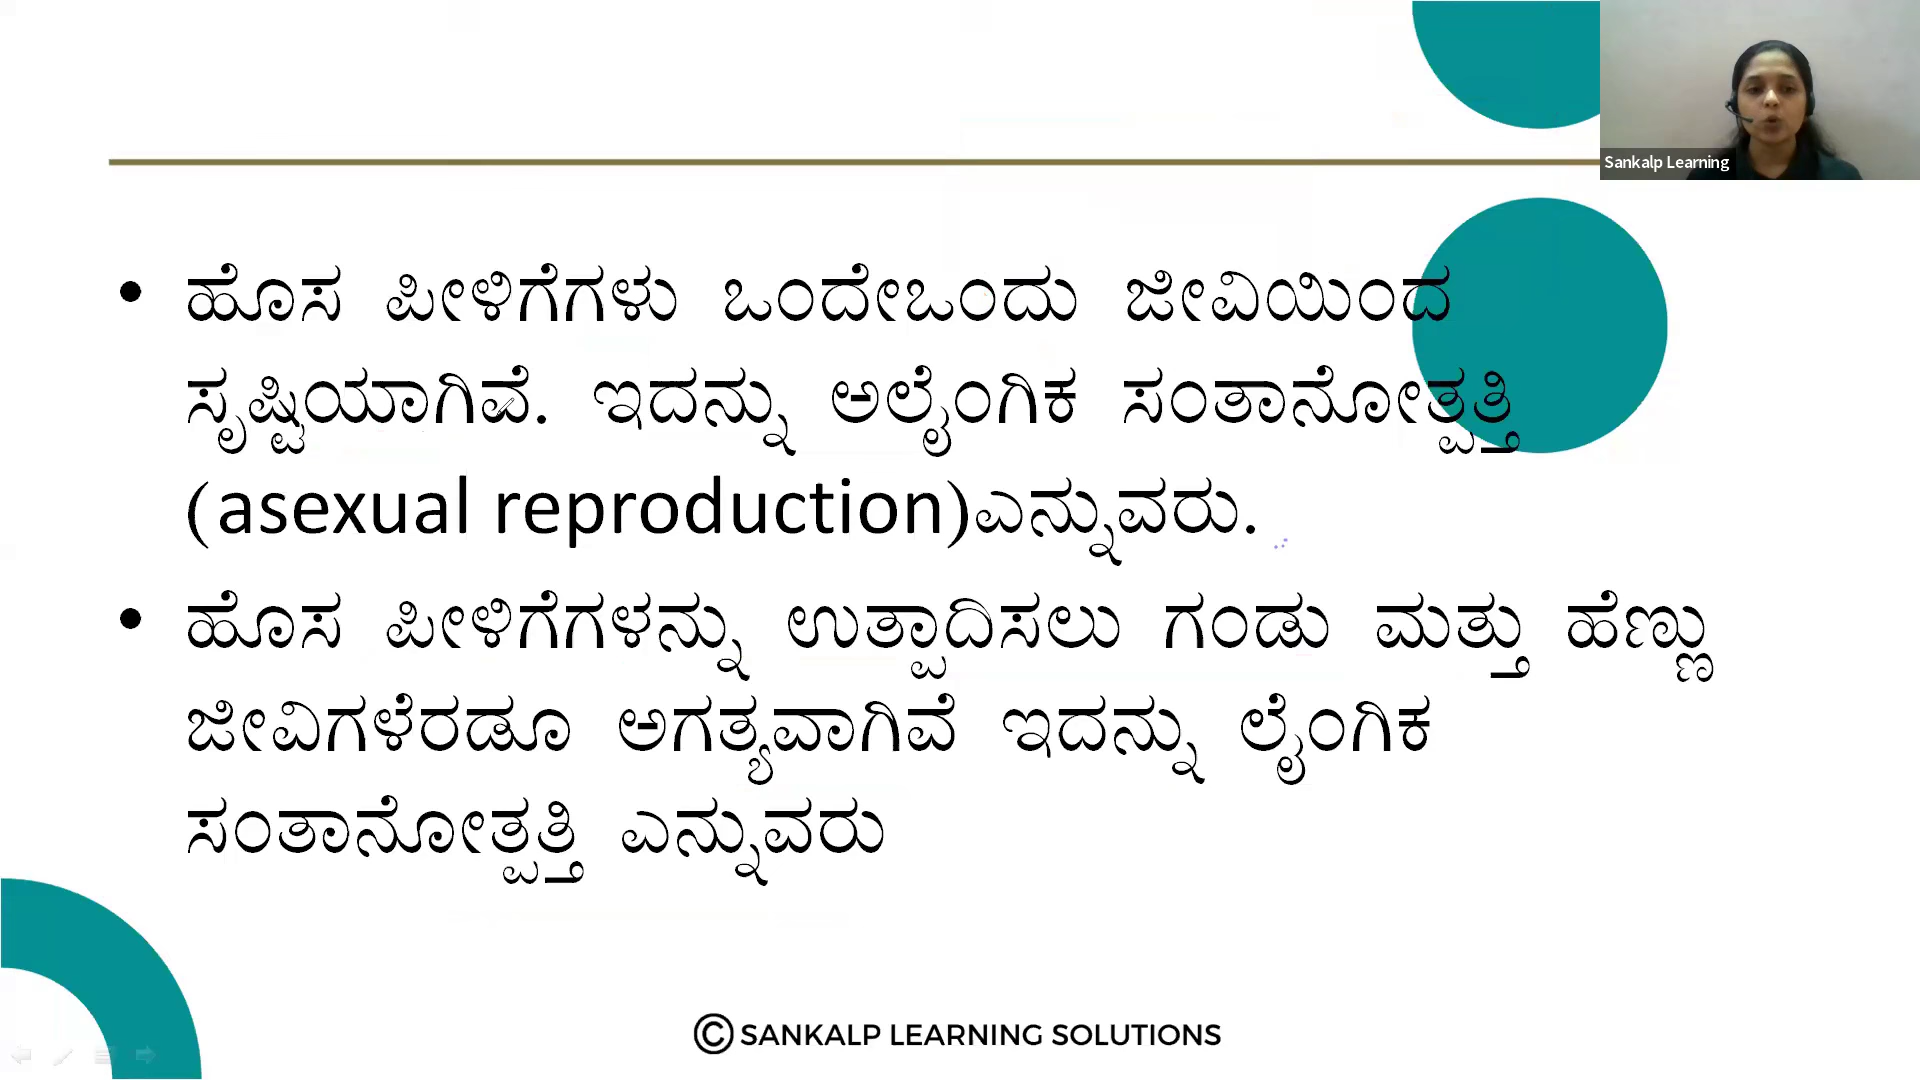 Sankalp Learning
• ಹೊಸ ಪೀಳಿಗೆಗಳು ಒಂದೇಒಂದು ಜೀವಿಯಿಂದ
ಸೃಷ್ಟಿಯಾಗಿವೆ. ಇದನ್ನು ಅಲೈಂಗಿಕ ಸಂತಾನೋತ್ಪತ್ತಿ
(asexual reproduction)ಎನ್ನುವರು.
• ಹೊಸ ಪೀಳಿಗೆಗಳನ್ನು ಉತ್ಪಾದಿಸಲು ಗಂಡು ಮತ್ತು ಹೆಣ್ಣು
ಜೀವಿಗಳೆರಡೂ ಅಗತ್ಯವಾಗಿವೆ ಇದನ್ನು ಲೈಂಗಿಕ
ಸಂತಾನೋತ್ಪತ್ತಿ ಎನ್ನುವರು
© SANKALP LEARNING SOLUTIONS